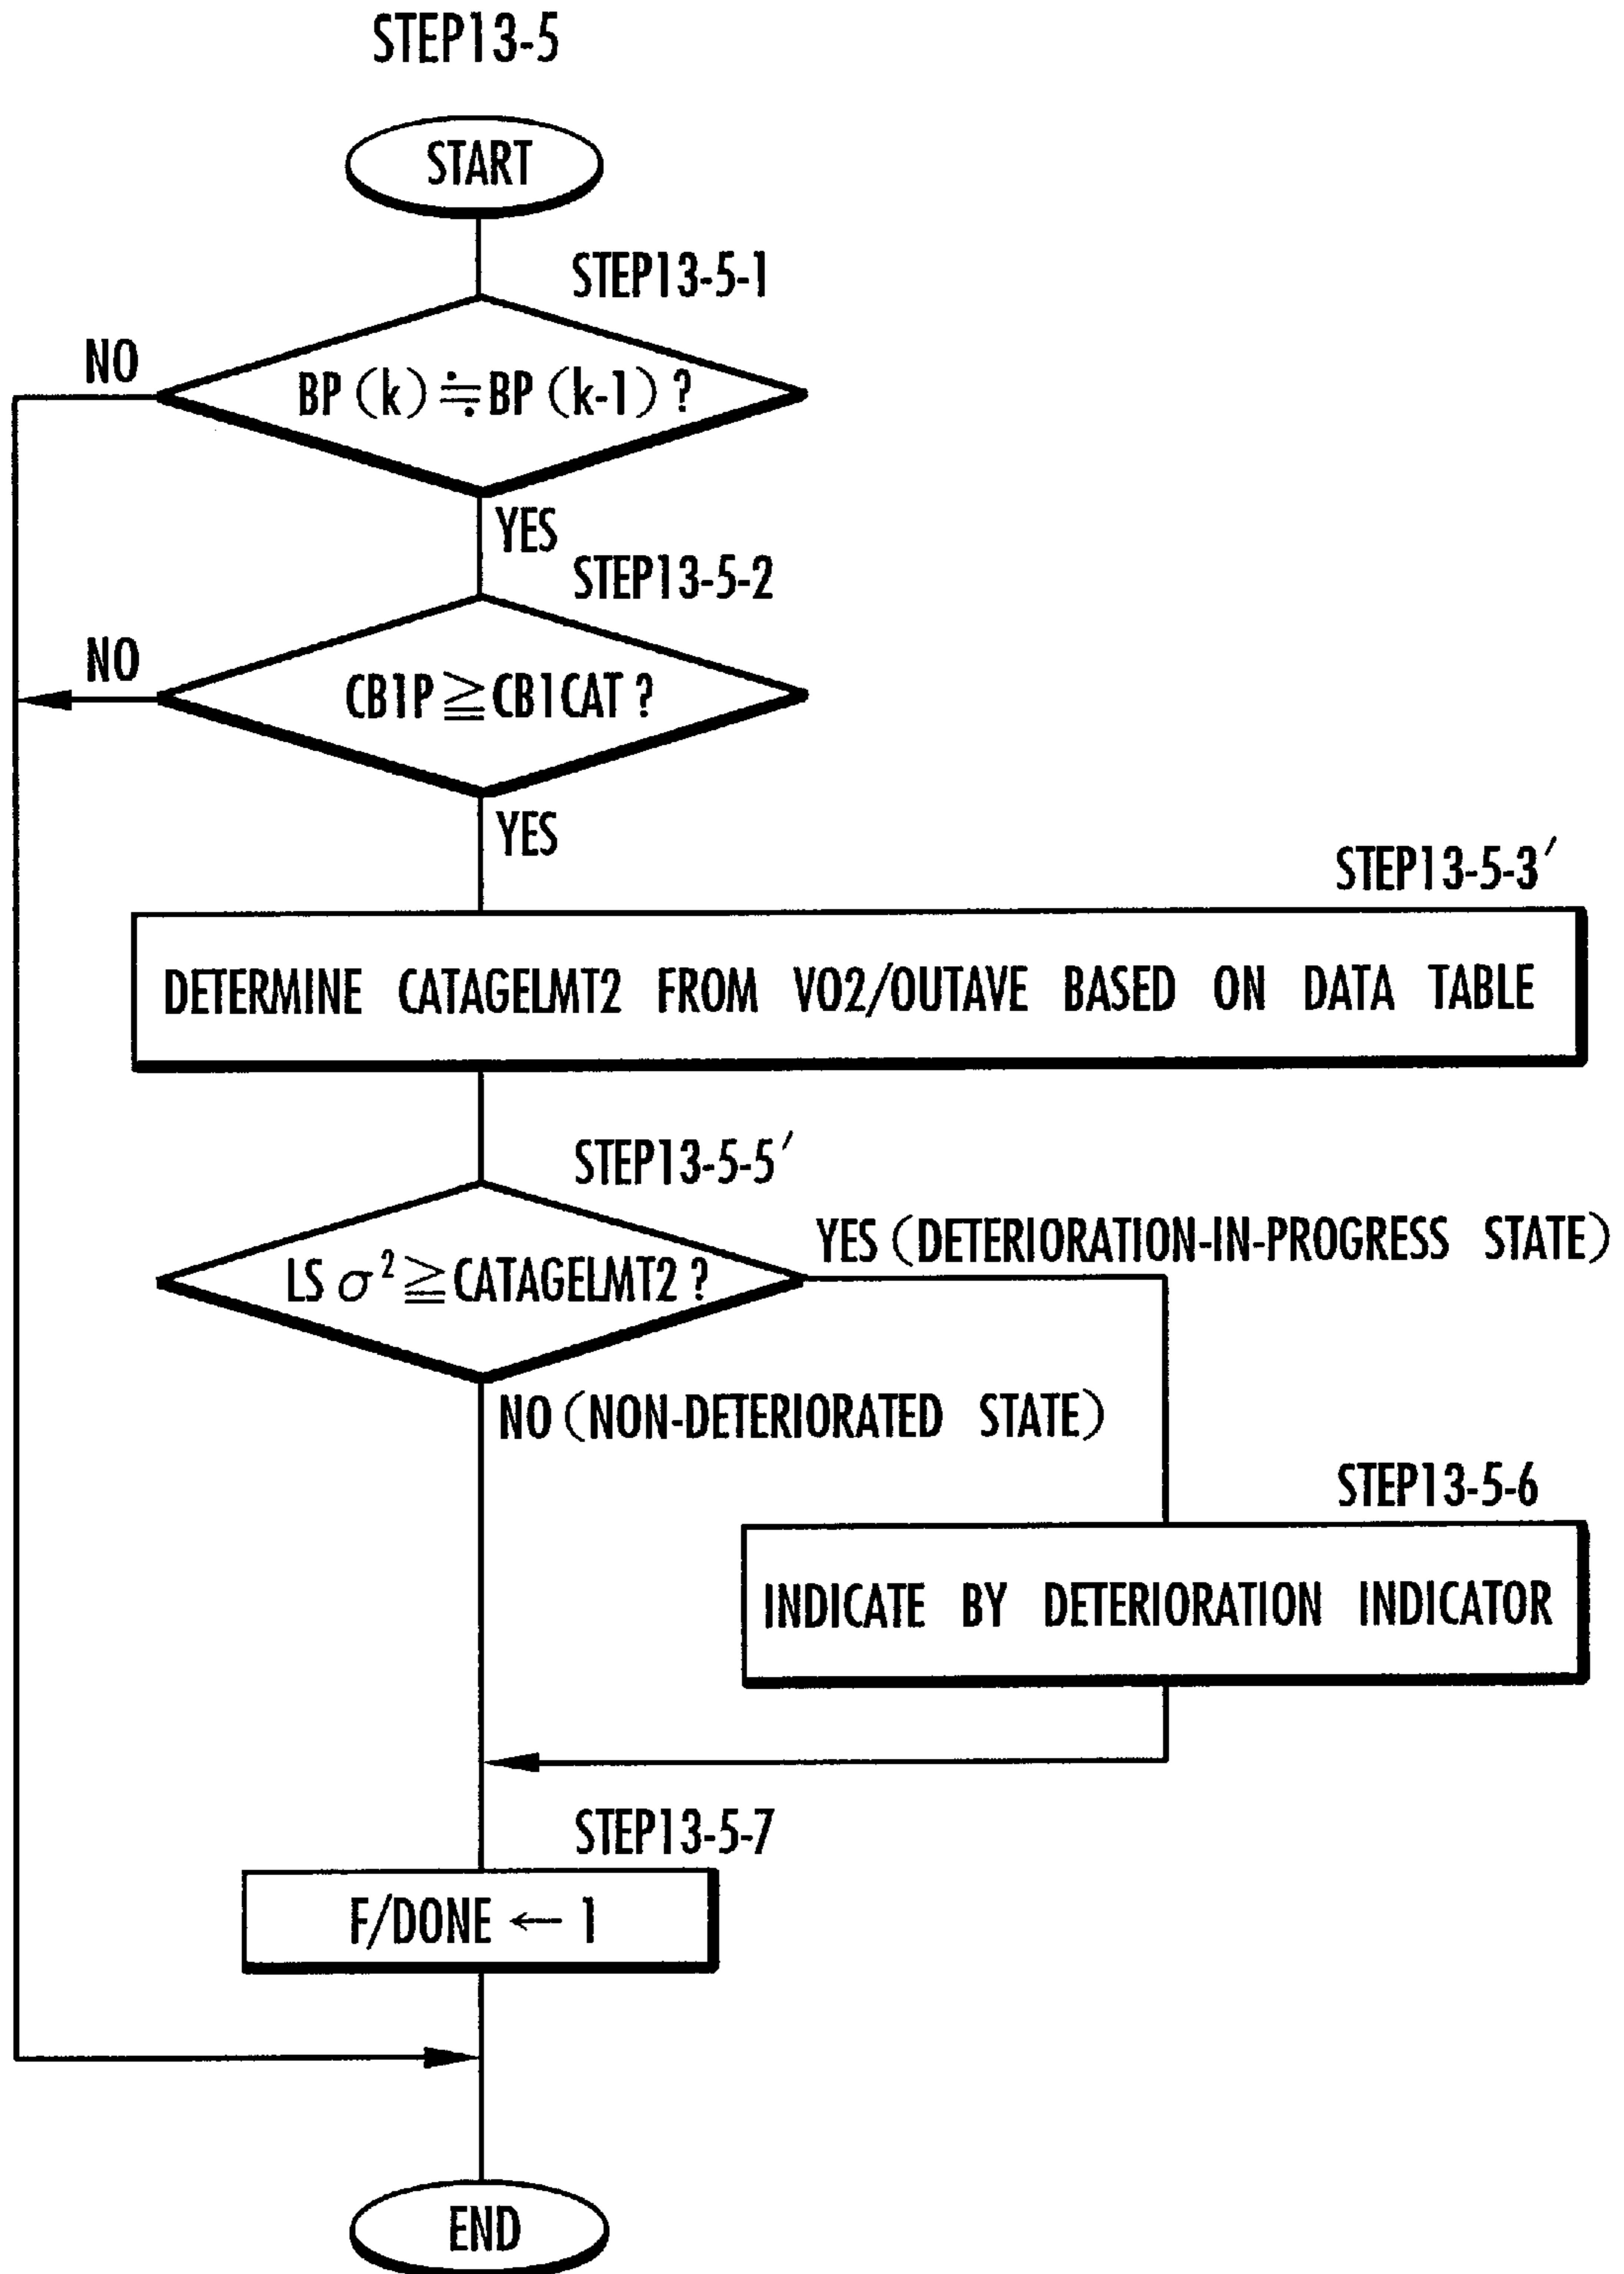 STEP13-5
START
STEP13-5-1
NO
BP (k) ≒ BP (k-1) ?
YES
STEP13-5-2
NO
CB1P ≧ CB1CAT ?
YES
STEP13-5-3′
DETERMINE CATAGELMT2 FROM VO2/OUTAVE BASED ON DATA TABLE
STEP13-5-5′
YES (DETERIORATION-IN-PROGRESS STATE)
LS σ² ≧ CATAGELMT2 ?
NO (NON-DETERIORATED STATE)
STEP13-5-6
INDICATE BY DETERIORATION INDICATOR
STEP13-5-7
F/DONE ← 1
END